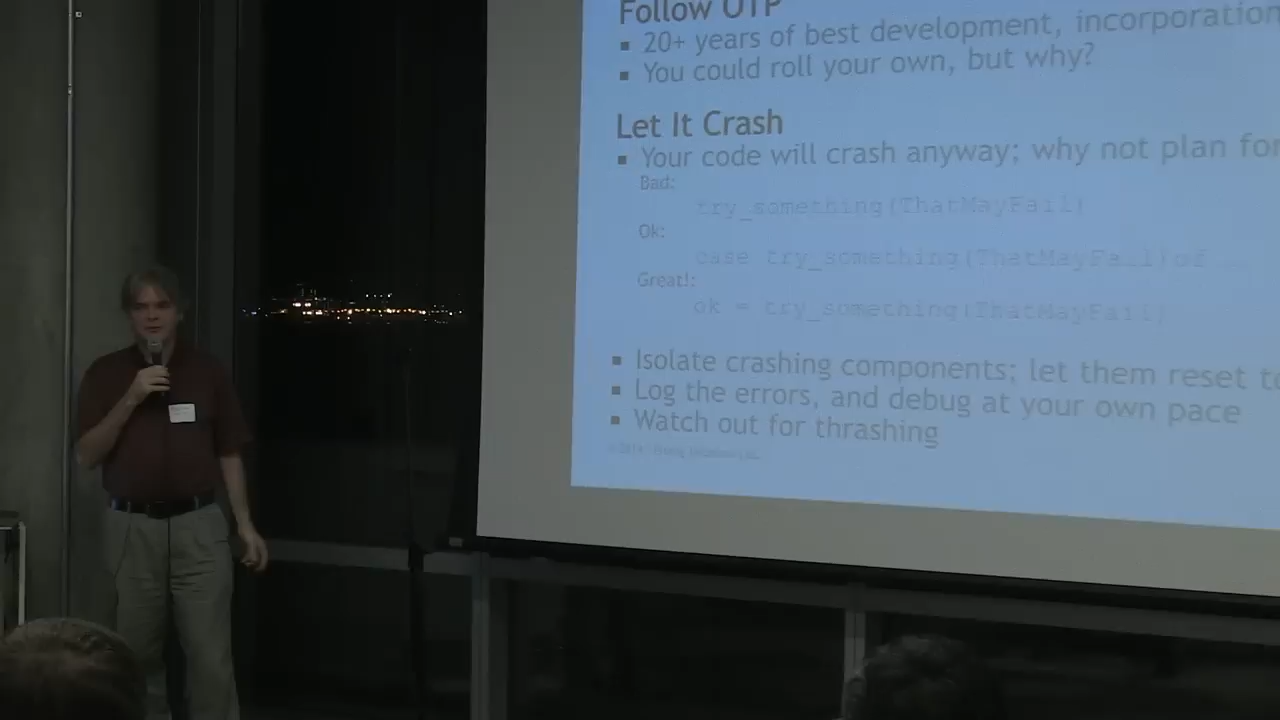 Follow OTP
▪ 20+ years of best development, incorporation
▪ You could roll your own, but why?
Let It Crash
▪ Your code will crash anyway; why not plan for
Bad:
try_something(ThatMayFail)
Ok:
case try_something(ThatMayFail) of ...
Great!:
ok = try_something(ThatMayFail)
▪ Isolate crashing components; let them reset to
▪ Log the errors, and debug at your own pace
▪ Watch out for thrashing
© 2014